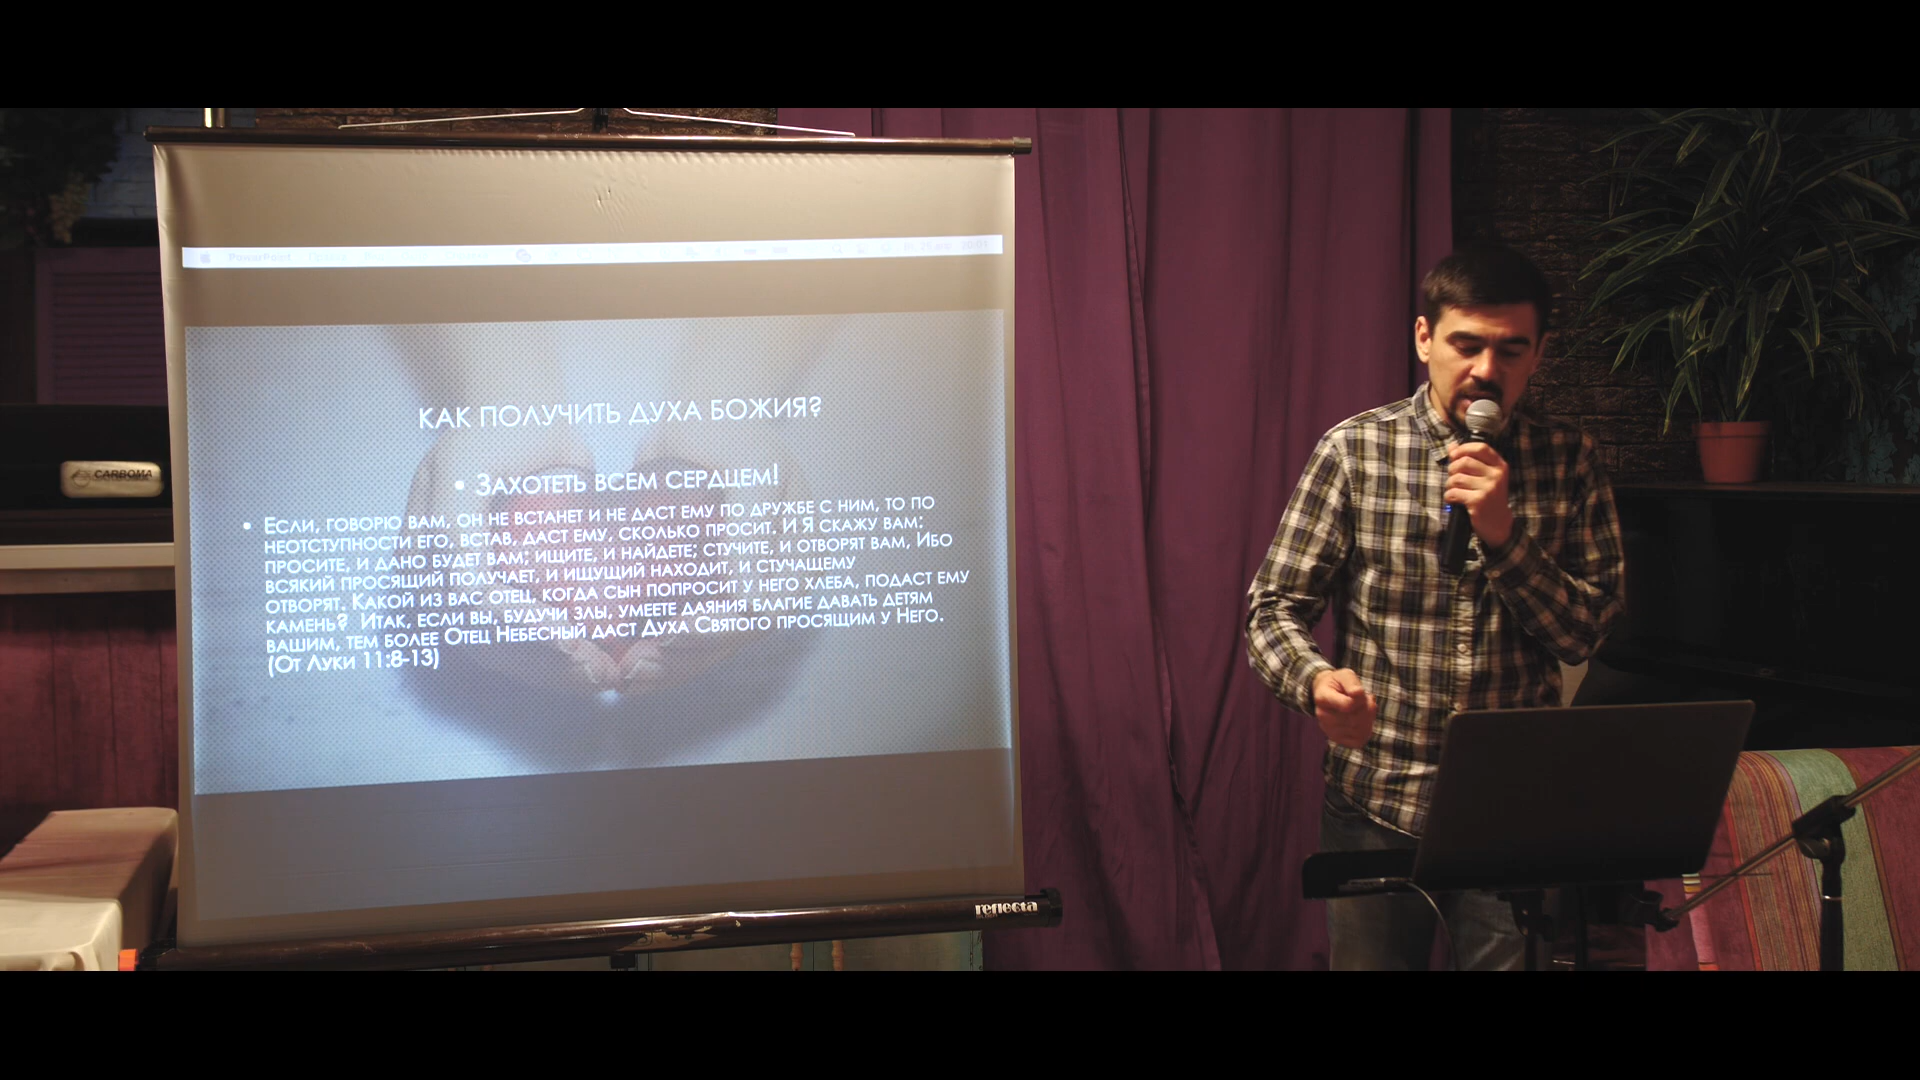 PowerPoint
КАК ПОЛУЧИТЬ ДУХА БОЖИЯ?
• ЗАХОТЕТЬ ВСЕМ СЕРДЦЕМ!
• ЕСЛИ, ГОВОРЮ ВАМ, ОН НЕ ВСТАНЕТ И НЕ ДАСТ ЕМУ ПО ДРУЖБЕ С НИМ, ТО ПО
НЕОТСТУПНОСТИ ЕГО, ВСТАВ, ДАСТ ЕМУ, СКОЛЬКО ПРОСИТ. И Я СКАЖУ ВАМ:
ПРОСИТЕ, И ДАНО БУДЕТ ВАМ; ИЩИТЕ, И НАЙДЕТЕ; СТУЧИТЕ, И ОТВОРЯТ ВАМ, ИБО
ВСЯКИЙ ПРОСЯЩИЙ ПОЛУЧАЕТ, И ИЩУЩИЙ НАХОДИТ, И СТУЧАЩЕМУ
ОТВОРЯТ. КАКОЙ ИЗ ВАС ОТЕЦ, КОГДА СЫН ПОПРОСИТ У НЕГО ХЛЕБА, ПОДАСТ ЕМУ
КАМЕНЬ? ИТАК, ЕСЛИ ВЫ, БУДУЧИ ЗЛЫ, УМЕЕТЕ ДАЯНИЯ БЛАГИЕ ДАВАТЬ ДЕТЯМ
ВАШИМ, ТЕМ БОЛЕЕ ОТЕЦ НЕБЕСНЫЙ ДАСТ ДУХА СВЯТОГО ПРОСЯЩИМ У НЕГО.
(ОТ ЛУКИ 11:8-13)
CARBOMA
reflecta